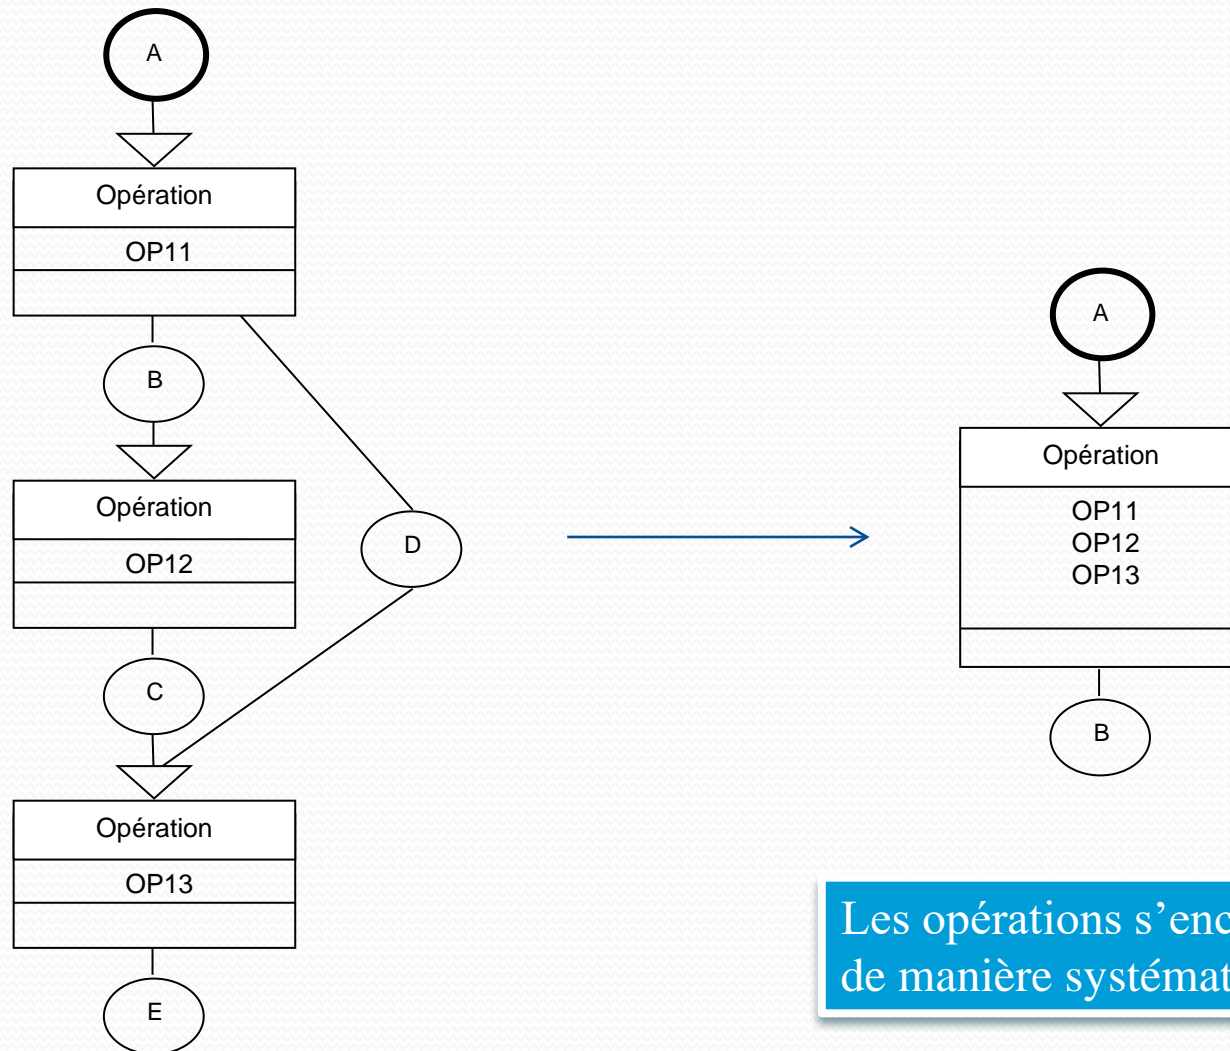 A
Opération
OP11
B
Opération
OP12
D
C
Opération
OP13
E
A
Opération
OP11
OP12
OP13
B
Les opérations s’enc
de manière systémat